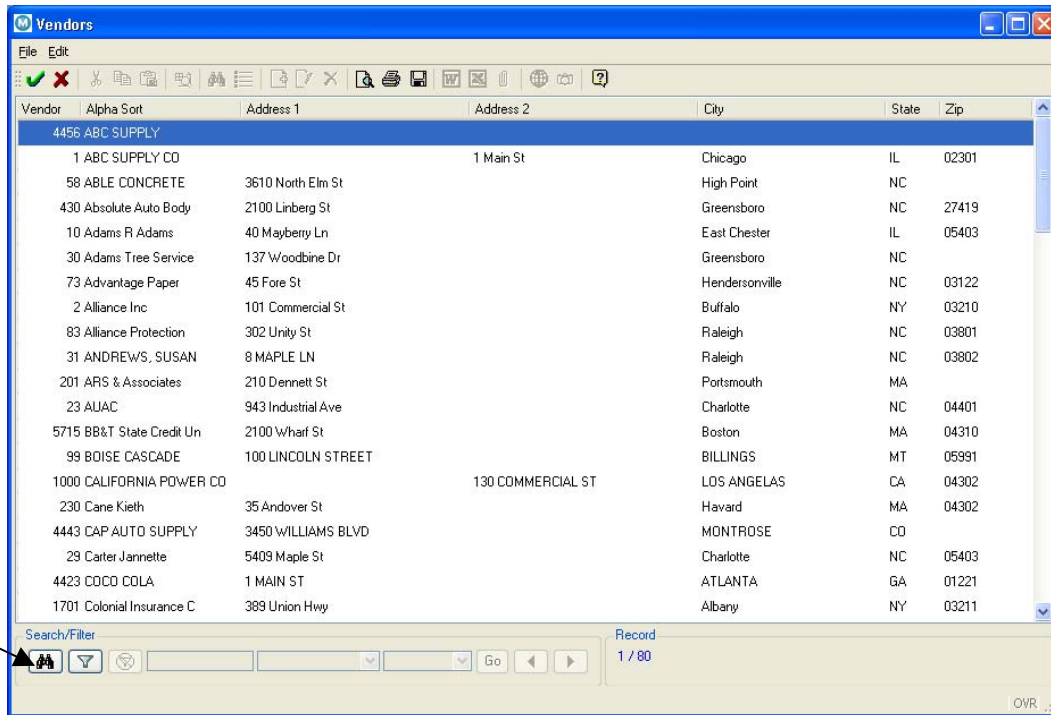 Vendors
File Edit
Vendor Alpha Sort Address 1 Address 2 City State Zip
4456 ABC SUPPLY
1 ABC SUPPLY CO 1 Main St Chicago IL 02301
58 ABLE CONCRETE 3610 North Elm St High Point NC
430 Absolute Auto Body 2100 Linberg St Greensboro NC 27419
10 Adams R Adams 40 Mayberry Ln East Chester IL 05403
30 Adams Tree Service 137 Woodbine Dr Greensboro NC
73 Advantage Paper 45 Fore St Hendersonville NC 03122
2 Alliance Inc 101 Commercial St Buffalo NY 03210
83 Alliance Protection 302 Unity St Raleigh NC 03801
31 ANDREWS, SUSAN 8 MAPLE LN Raleigh NC 03802
201 ARS & Associates 210 Dennett St Portsmouth MA
23 AUAC 943 Industrial Ave Charlotte NC 04401
5715 BB&T State Credit Un 2100 Wharf St Boston MA 04310
99 BOISE CASCADE 100 LINCOLN STREET BILLINGS MT 05991
1000 CALIFORNIA POWER CO 130 COMMERCIAL ST LOS ANGELAS CA 04302
230 Cane Kieth 35 Andover St Havard MA 04302
4443 CAP AUTO SUPPLY 3450 WILLIAMS BLVD MONTROSE CO
29 Carter Jannette 5409 Maple St Charlotte NC 05403
4423 COCO COLA 1 MAIN ST ATLANTA GA 01221
1701 Colonial Insurance C 389 Union Hwy Albany NY 03211
Search/Filter Record
Go 1 / 80
OVR